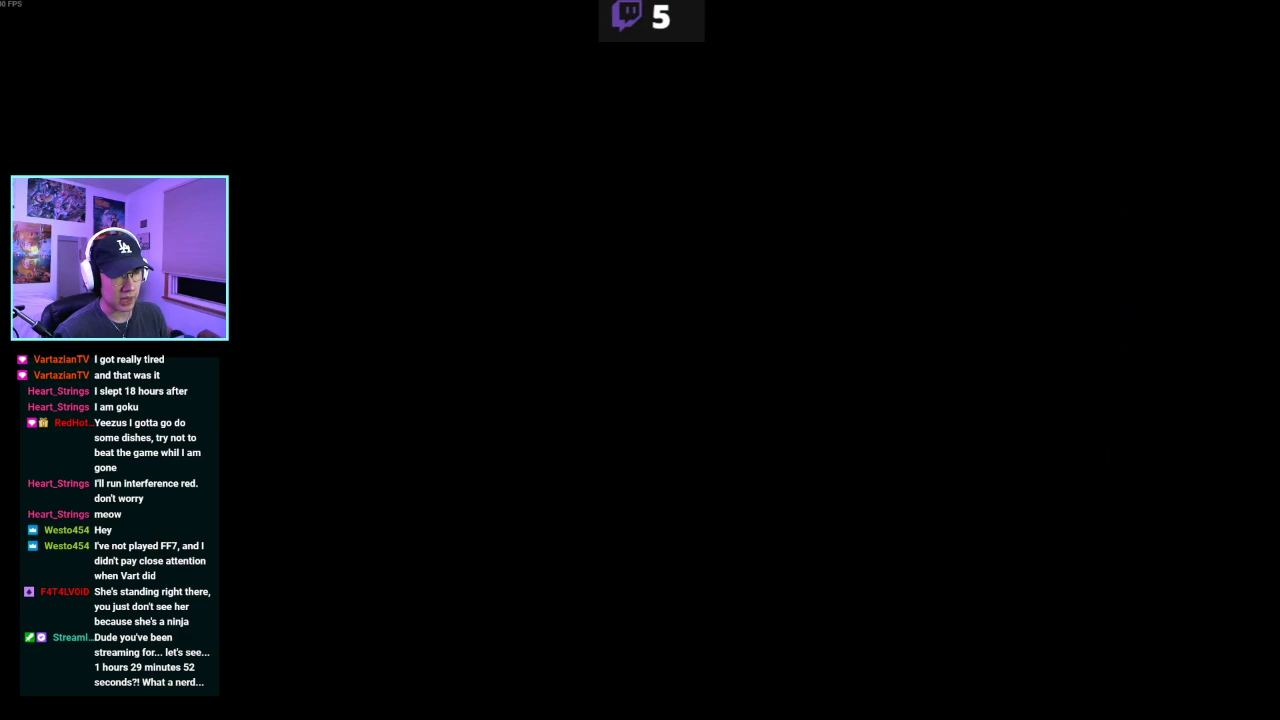 0 FPS
5
LA
VartazianTV I got really tired
VartazianTV and that was it
Heart_Strings I slept 18 hours after
Heart_Strings I am goku
RedHot... Yeezus I gotta go do
some dishes, try not to
beat the game whil I am
gone
Heart_Strings I'll run interference red.
don't worry
Heart_Strings meow
Westo454 Hey
Westo454 I've not played FF7, and I
didn't pay close attention
when Vart did
F4T4LV0iD She's standing right there,
you just don't see her
because she's a ninja
Streaml... Dude you've been
streaming for... let's see...
1 hours 29 minutes 52
seconds?! What a nerd...